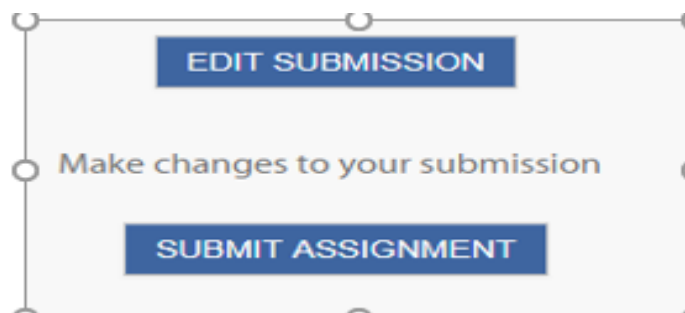 EDIT SUBMISSION
Make changes to your submission
SUBMIT ASSIGNMENT